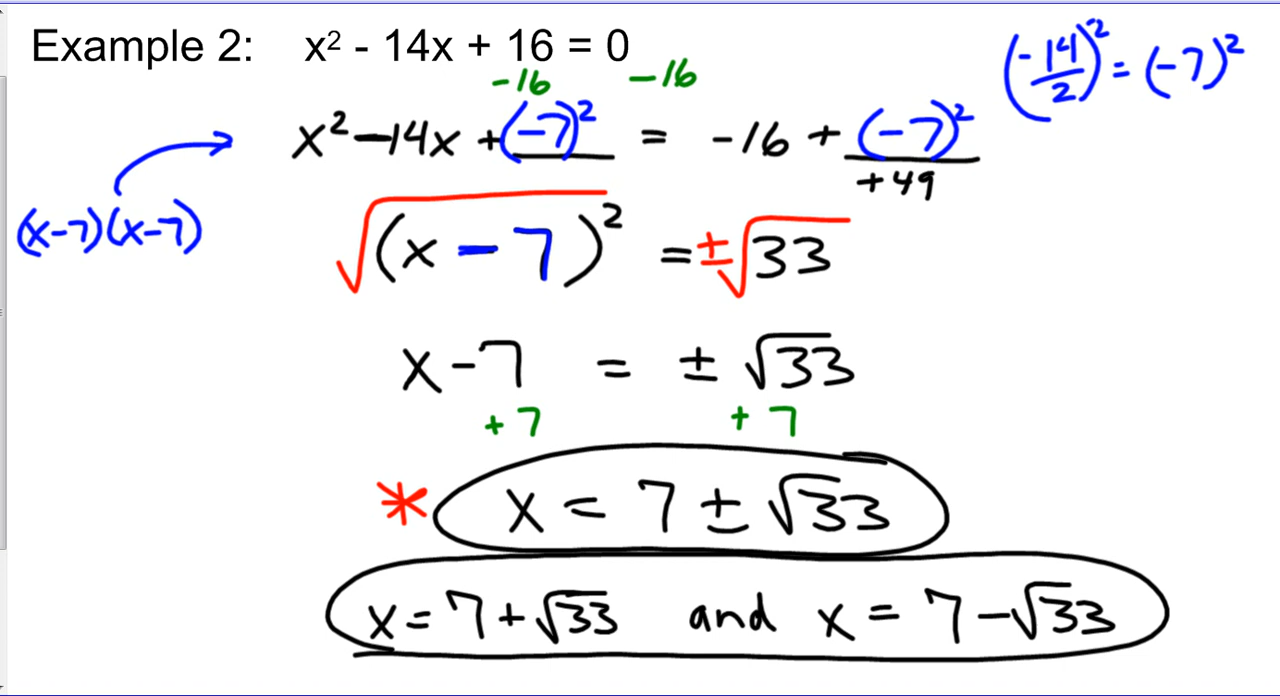 Example 2: x² - 14x + 16 = 0
-16 -16
(-14/2)² = (-7)²
x² - 14x + (-7)² = -16 + (-7)²
+49
(x-7)(x-7)
√(x - 7)² = ±√33
x - 7 = ± √33
+7 +7
* x = 7 ± √33
x = 7 + √33 and x = 7 - √33